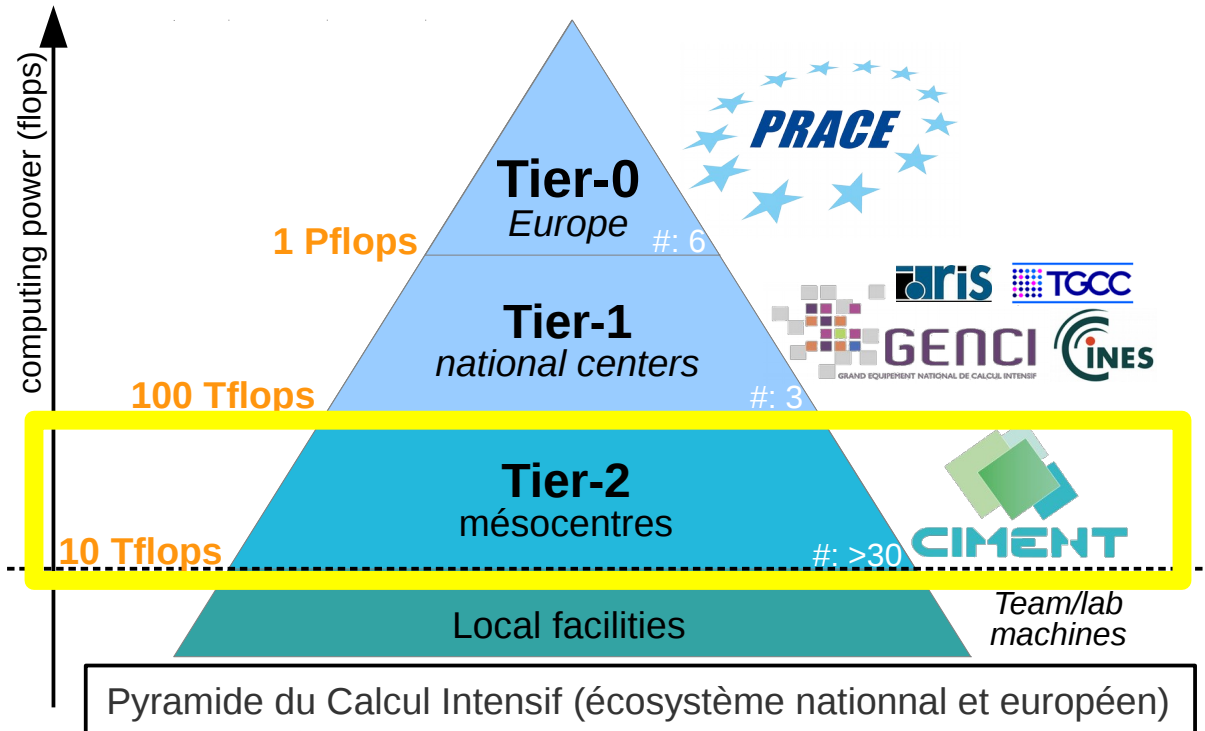 computing power (flops)
PRACE
Tier-0
Europe
1 Pflops
#: 6
idris
TGCC
Tier-1
national centers
GENCI
GRAND EQUIPEMENT NATIONAL DE CALCUL INTENSIF
CINES
100 Tflops
#: 3
Tier-2
mésocentres
10 Tflops
#: >30
CIMENT
Local facilities
Team/lab
machines
Pyramide du Calcul Intensif (écosystème nationnal et européen)